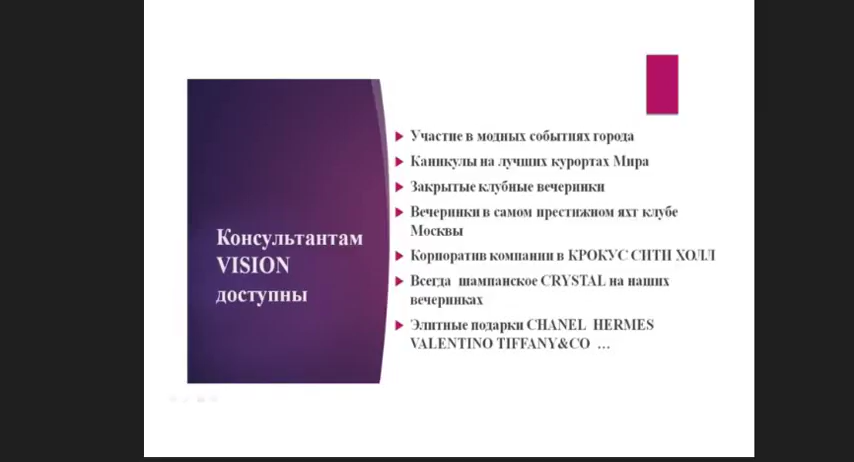 Консультантам
VISION
доступны
Участие в модных событиях города
Каникулы на лучших курортах Мира
Закрытые клубные вечеринки
Вечеринки в самом престижном яхт клубе
Москвы
Корпоратив компании в КРОКУС СИТИ ХОЛЛ
Всегда шампанское CRYSTAL на наших
вечеринках
Элитные подарки CHANEL HERMES
VALENTINO TIFFANY&CO ...